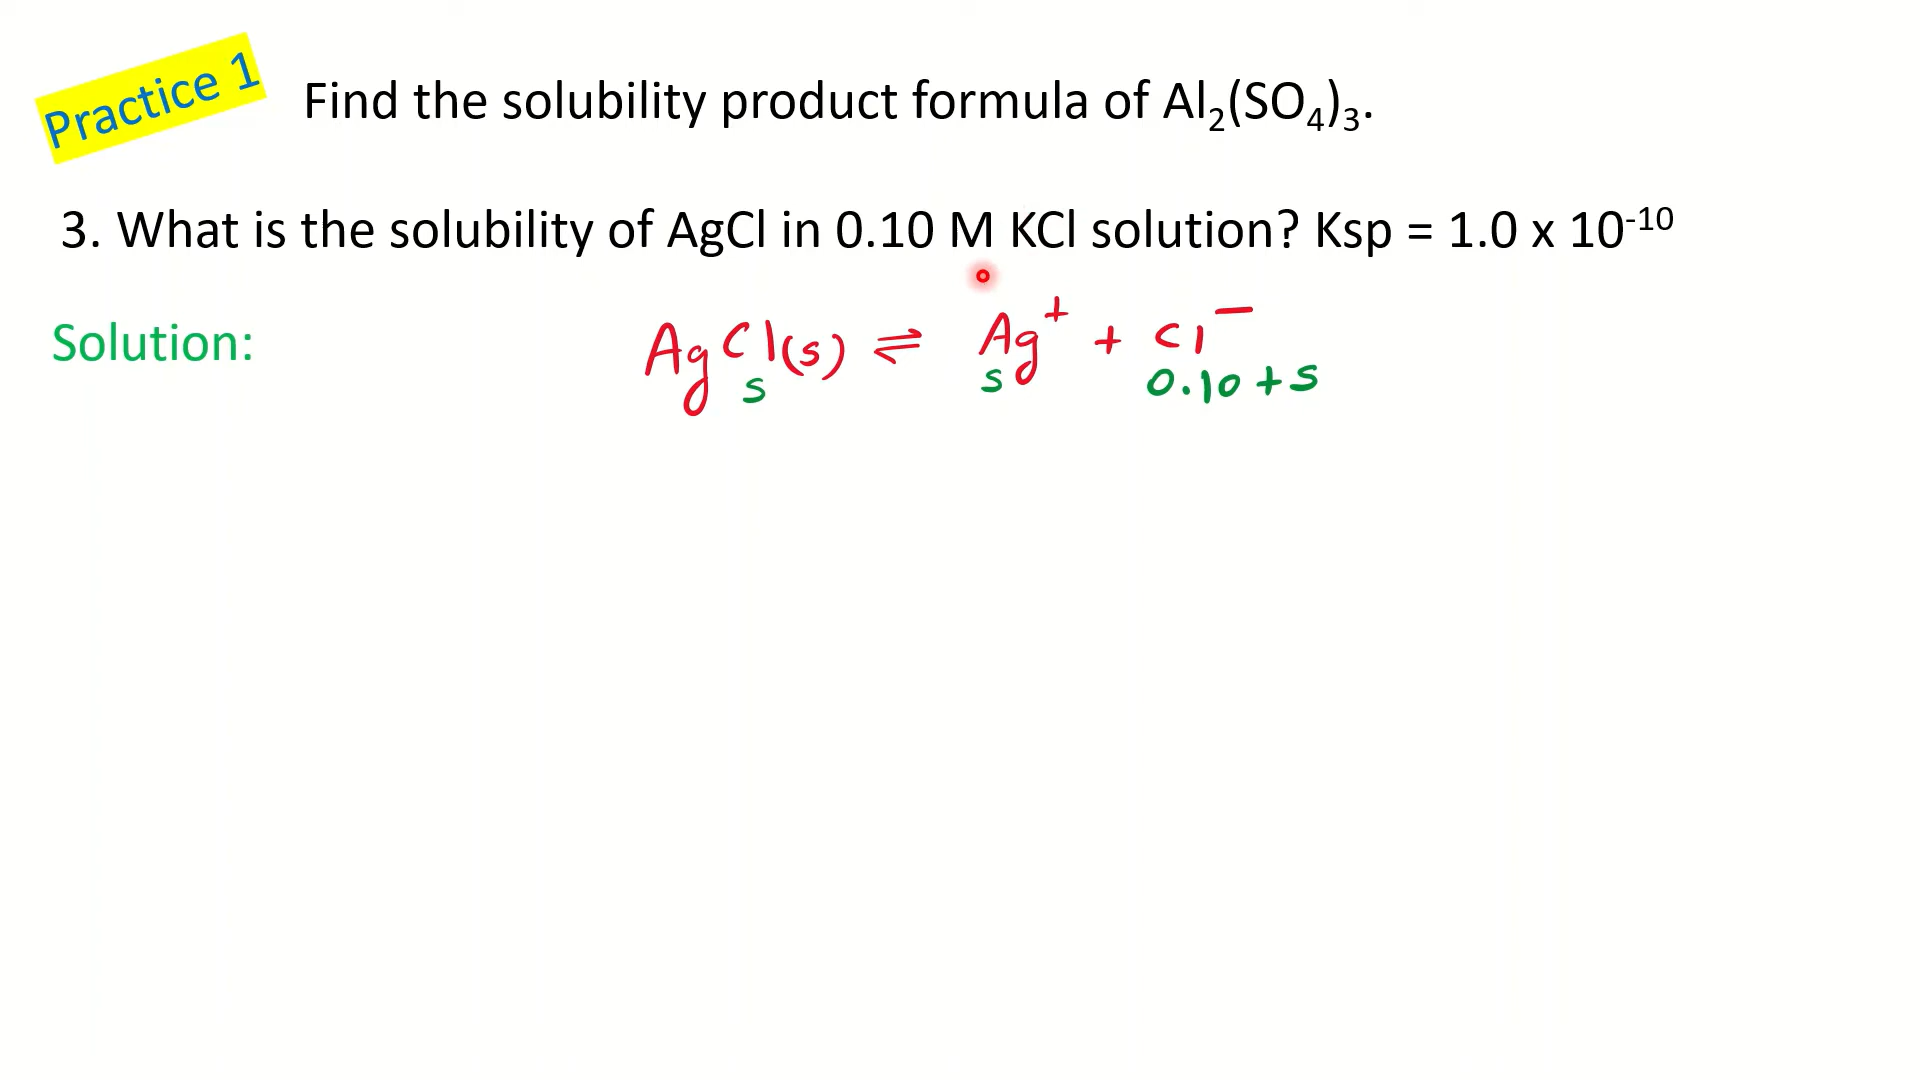 Practice 1
Find the solubility product formula of Al₂(SO₄)₃.
3. What is the solubility of AgCl in 0.10 M KCl solution? Ksp = 1.0 x 10⁻¹⁰
Solution:
AgCl(s) ⇌ Ag⁺ + Cl⁻
s s 0.10 + s